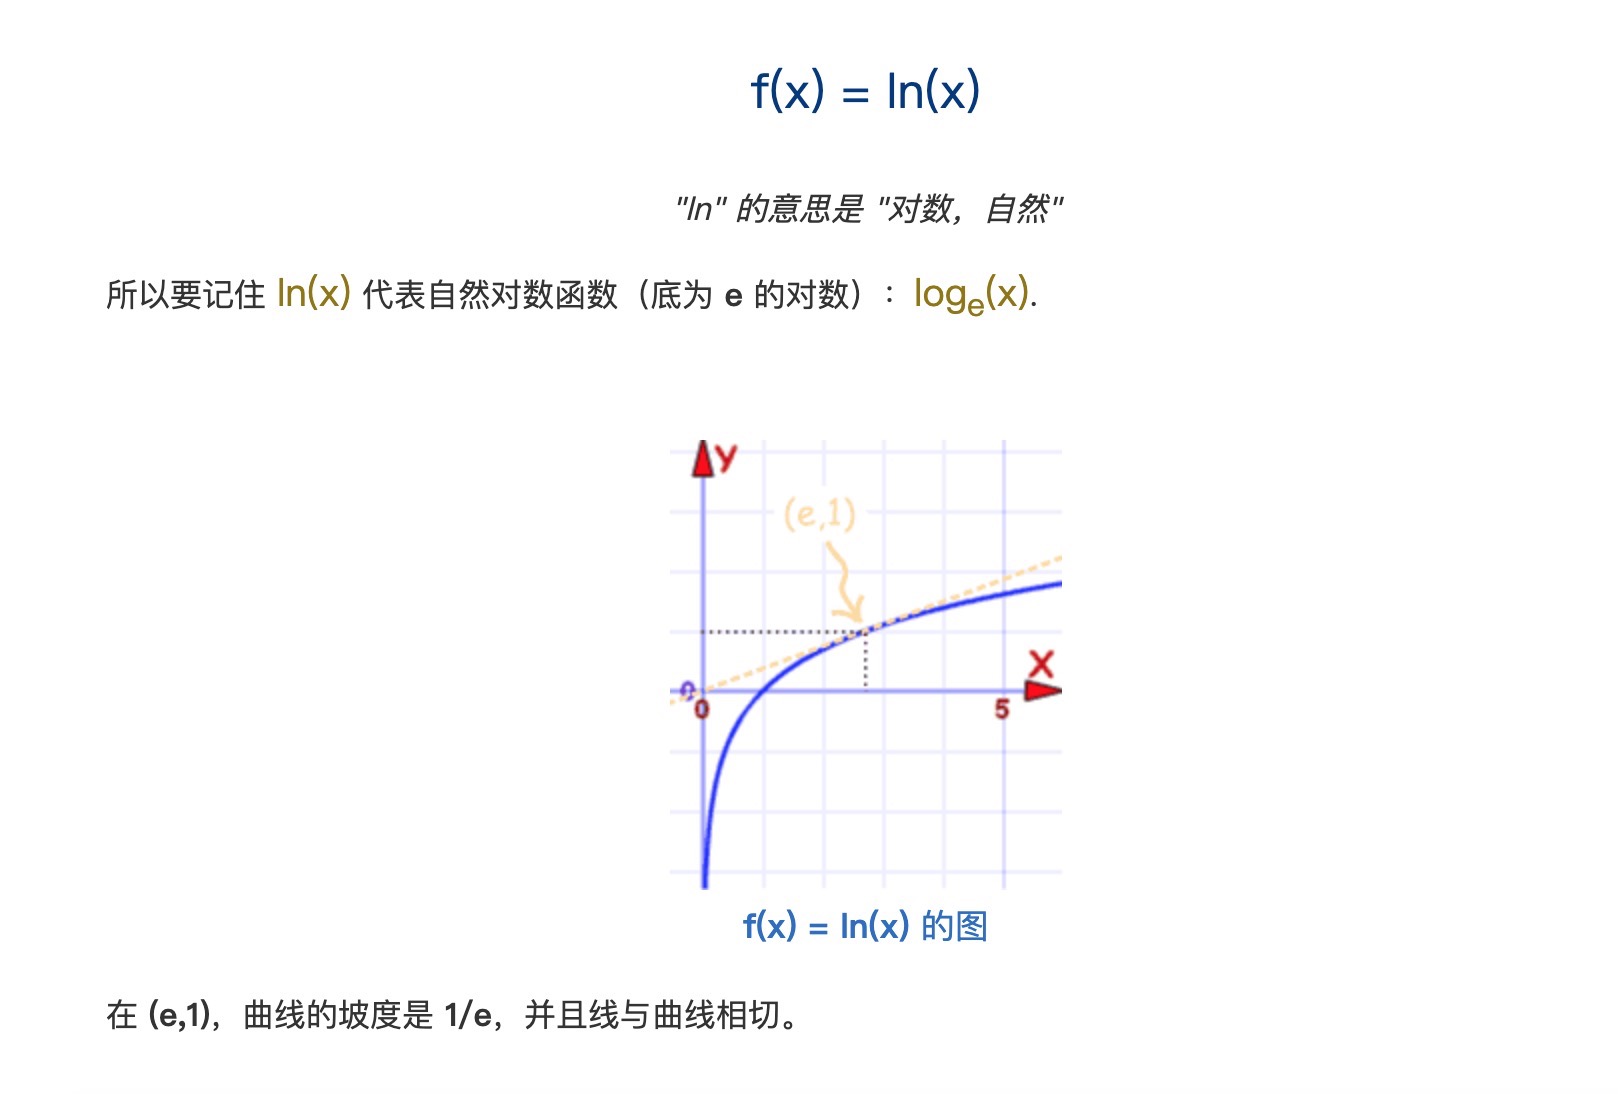 f(x) = ln(x)
"ln" 的意思是 "对数，自然"
所以要记住 ln(x) 代表自然对数函数（底为 e 的对数）：logₑ(x).
y
(e,1)
x
0
0
5
f(x) = ln(x) 的图
在 (e,1)，曲线的坡度是 1/e，并且线与曲线相切。